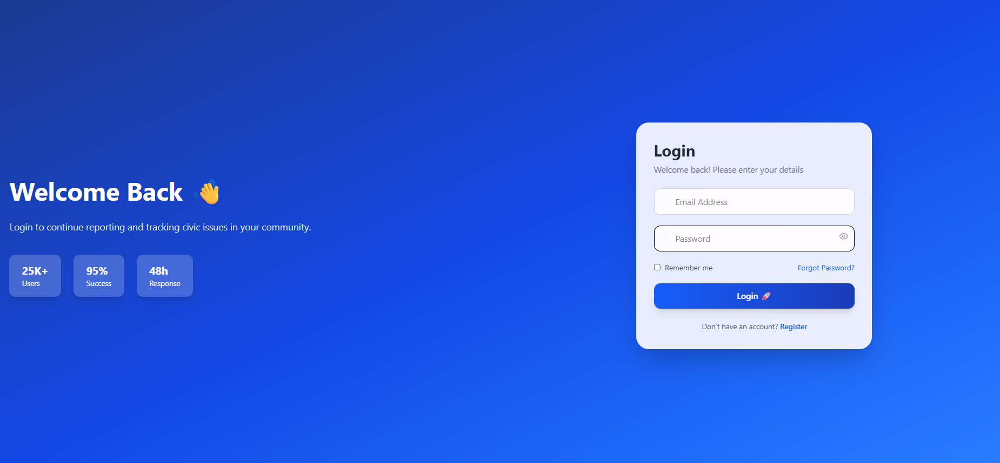 Welcome Back 👋
Login to continue reporting and tracking civic issues in your community.
25K+
Users
95%
Success
48h
Response
Login
Welcome back! Please enter your details
Email Address
Password
Remember me
Forgot Password?
Login 🚀
Don't have an account? Register